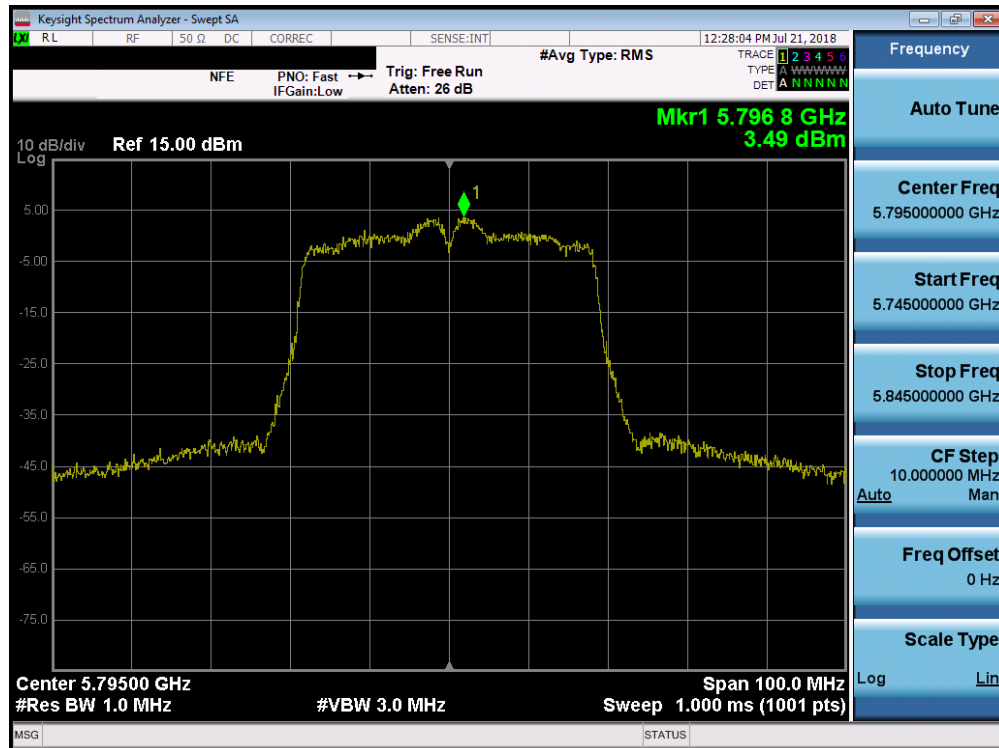 Keysight Spectrum Analyzer - Swept SA
LXI RL RF 50 Ω DC CORREC SENSE:INT 12:28:04 PM Jul 21, 2018
NFE PNO: Fast Trig: Free Run #Avg Type: RMS TRACE 1 2 3 4 5 6
IFGain:Low Atten: 26 dB TYPE A WWWWW
DET A N N N N N
Mkr1 5.796 8 GHz
3.49 dBm
10 dB/div Ref 15.00 dBm
Log
1
5.00
-5.00
-15.0
-25.0
-35.0
-45.0
-55.0
-65.0
-75.0
Center 5.79500 GHz Span 100.0 MHz
#Res BW 1.0 MHz #VBW 3.0 MHz Sweep 1.000 ms (1001 pts)
MSG STATUS
Frequency
Auto Tune
Center Freq
5.795000000 GHz
Start Freq
5.745000000 GHz
Stop Freq
5.845000000 GHz
CF Step
10.000000 MHz
Auto Man
Freq Offset
0 Hz
Scale Type
Log Lin